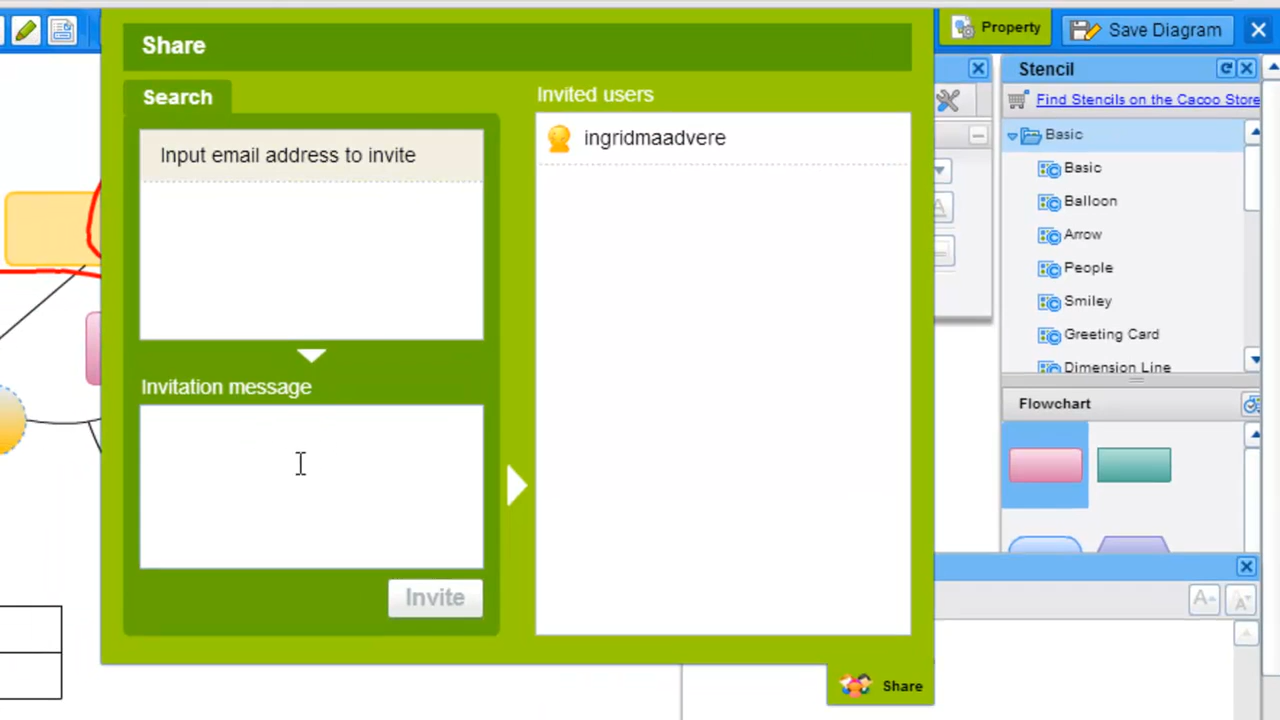 Share
Search
Input email address to invite
Invitation message
Invite
Invited users
ingridmaadvere
Share
Property
Save Diagram
Stencil
Find Stencils on the Cacoo Store
Basic
Basic
Balloon
Arrow
People
Smiley
Greeting Card
Dimension Line
Flowchart
A
A
A